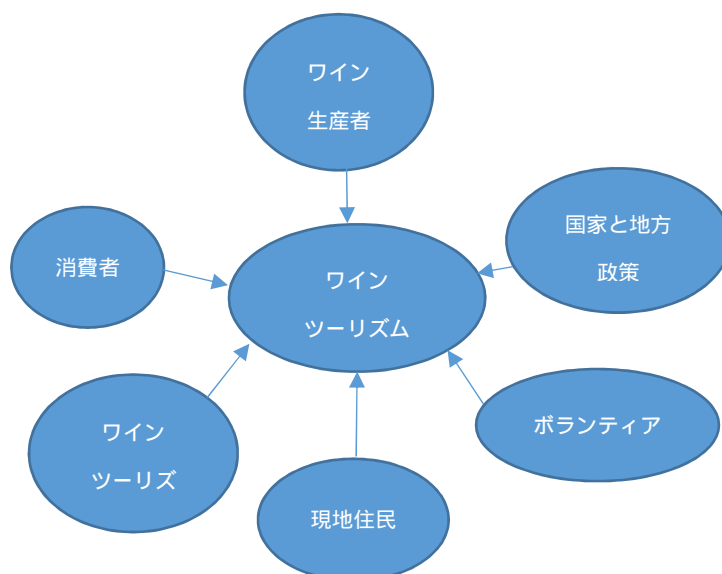 ワイン
生産者
国家と地方
政策
消費者
ワイン
ツーリズム
ボランティア
ワイン
ツーリズ
現地住民